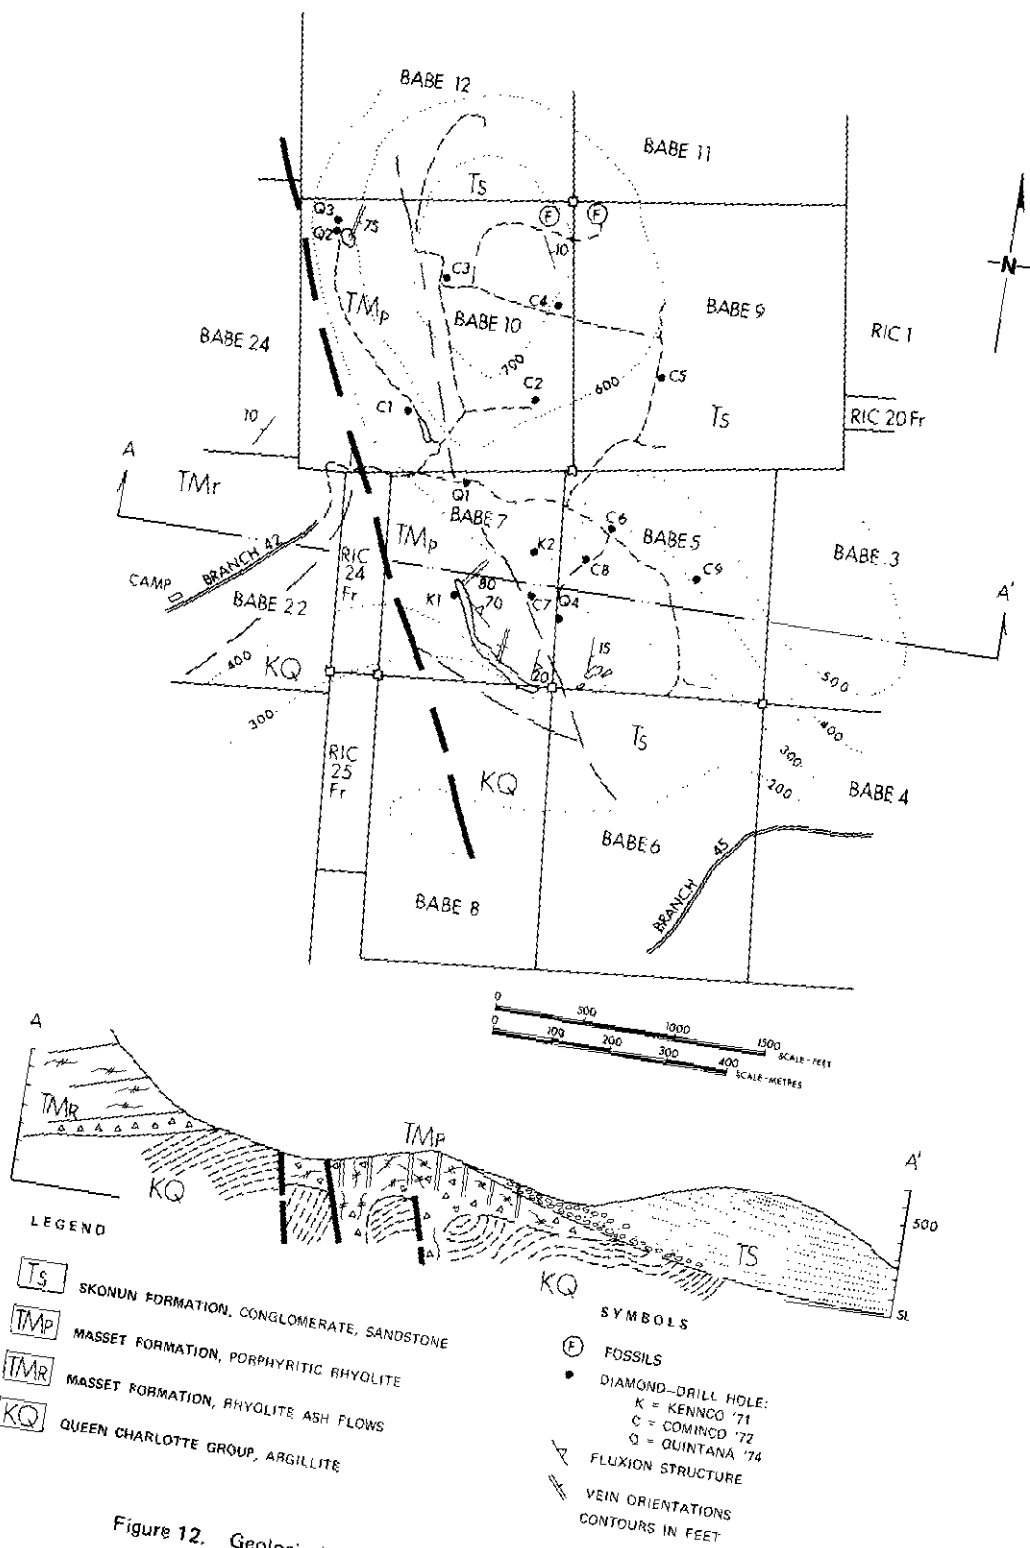 BABE 12
BABE 11
Ts
F
F
Q3
Q2
75
10
C3
TMp
C4
BABE 10
BABE 9
BABE 24
RIC 1
N
700
C2
600
C5
C1
Ts
RIC 20 Fr
10
A
TMr
Q1
BABE 7
C6
TMp
BABE 5
K2
BABE 3
BRANCH 42
RIC
24
Fr
C8
C9
CAMP
BABE 22
K1
80
70
C7
Q4
A'
400
KQ
20
15
500
300
Ts
400
RIC
25
Fr
KQ
300
200
BABE 4
BABE 6
BRANCH 45
BABE 8
0 500 1000 1500 SCALE-FEET
0 100 200 300 400 SCALE-METRES
A
TMR
TMP
A'
KQ
500
TS
KQ
SL
LEGEND
Ts SKONUN FORMATION, CONGLOMERATE, SANDSTONE
TMP MASSET FORMATION, PORPHYRITIC RHYOLITE
TMR MASSET FORMATION, RHYOLITE ASH FLOWS
KQ QUEEN CHARLOTTE GROUP, ARGILLITE
SYMBOLS
F FOSSILS
DIAMOND-DRILL HOLE:
K = KENNCO '71
C = COMINCO '72
Q = QUINTANA '74
FLUXION STRUCTURE
VEIN ORIENTATIONS
CONTOURS IN FEET
Figure 12.